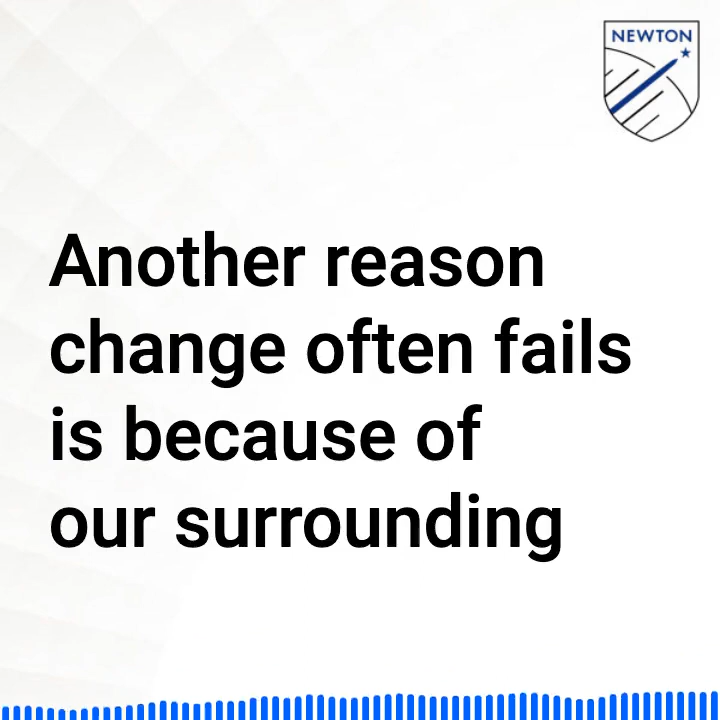 NEWTON
Another reason
change often fails
is because of
our surrounding